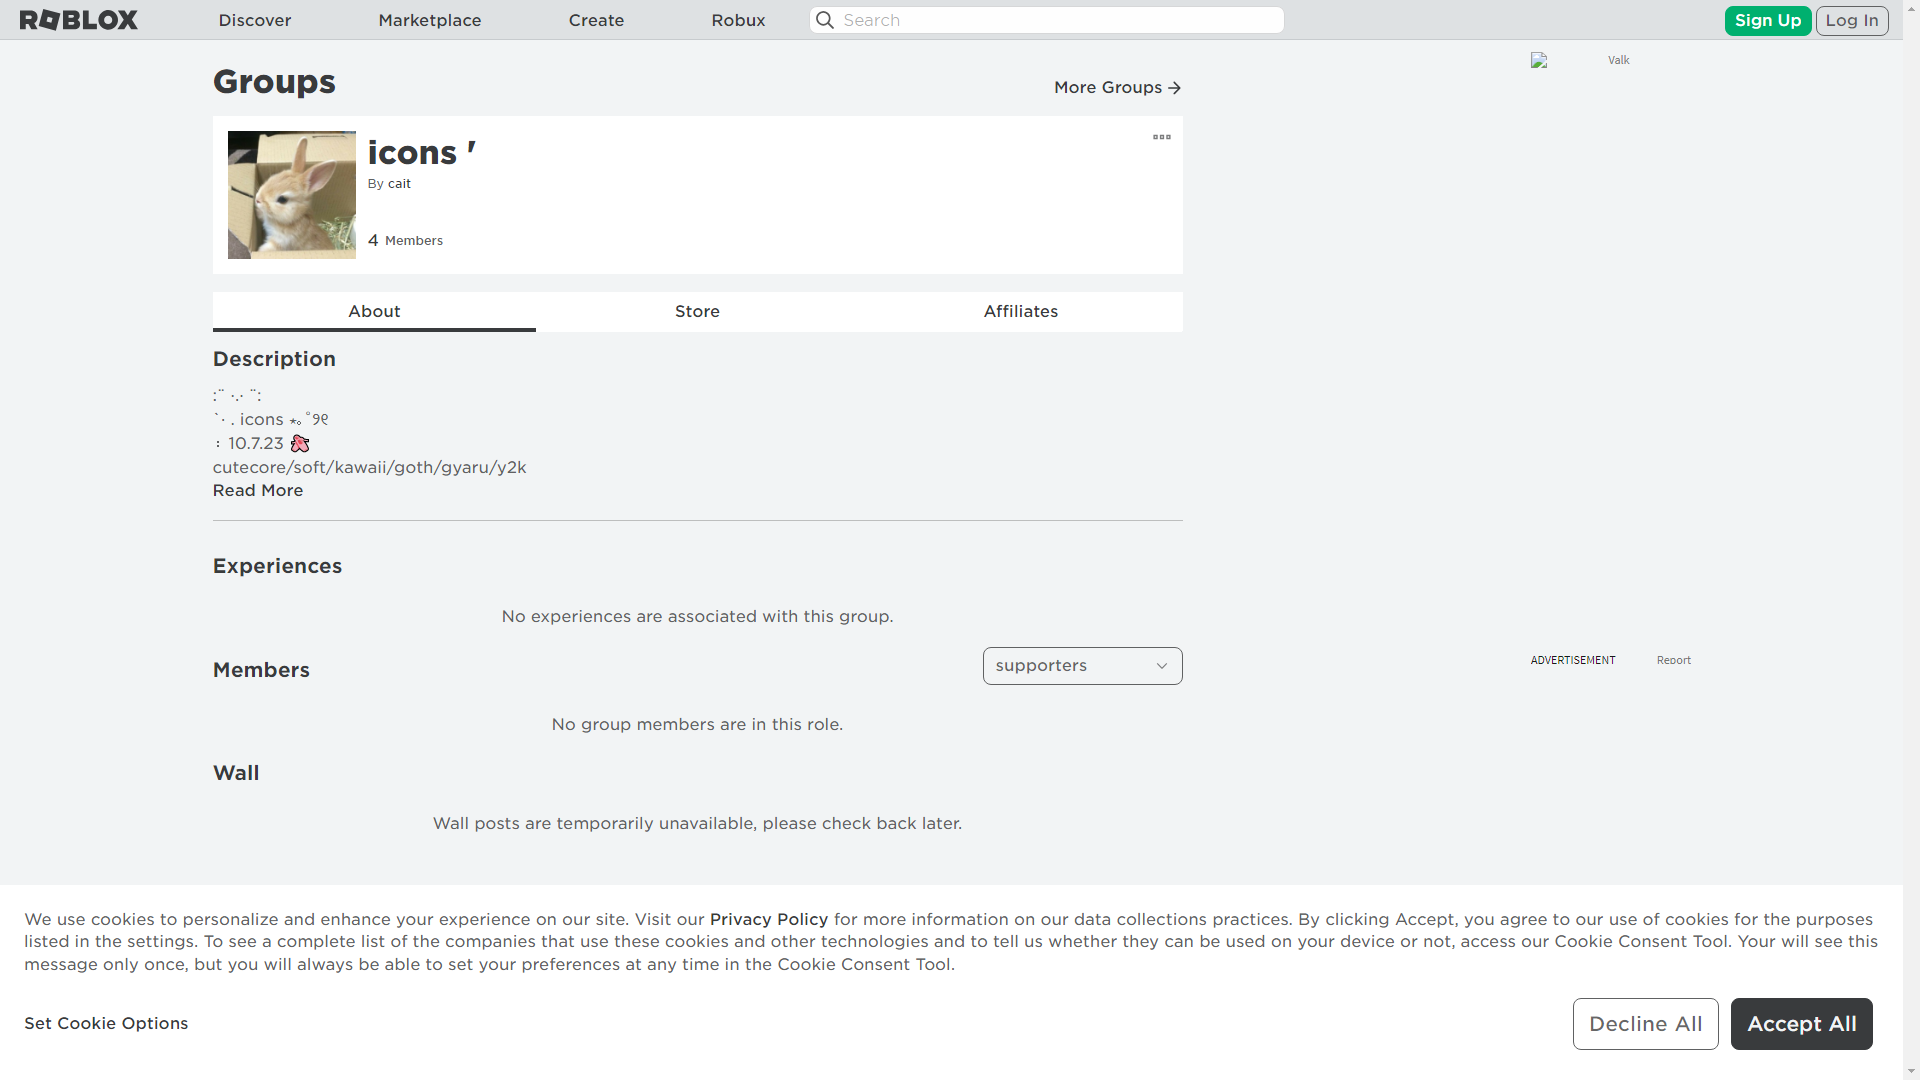 ROBLOX
Discover
Marketplace
Create
Robux
Search
Sign Up
Log In
Groups
More Groups
Valk
icons '
By cait
4 Members
About
Store
Affiliates
Description
:¨ ·.· ¨:
`· . icons ⋆｡˚୨୧
﹕10.7.23
cutecore/soft/kawaii/goth/gyaru/y2k
Read More
Experiences
No experiences are associated with this group.
Members
supporters
ADVERTISEMENT
Report
No group members are in this role.
Wall
Wall posts are temporarily unavailable, please check back later.
We use cookies to personalize and enhance your experience on our site. Visit our Privacy Policy for more information on our data collections practices. By clicking Accept, you agree to our use of cookies for the purposes
listed in the settings. To see a complete list of the companies that use these cookies and other technologies and to tell us whether they can be used on your device or not, access our Cookie Consent Tool. Your will see this
message only once, but you will always be able to set your preferences at any time in the Cookie Consent Tool.
Set Cookie Options
Decline All
Accept All